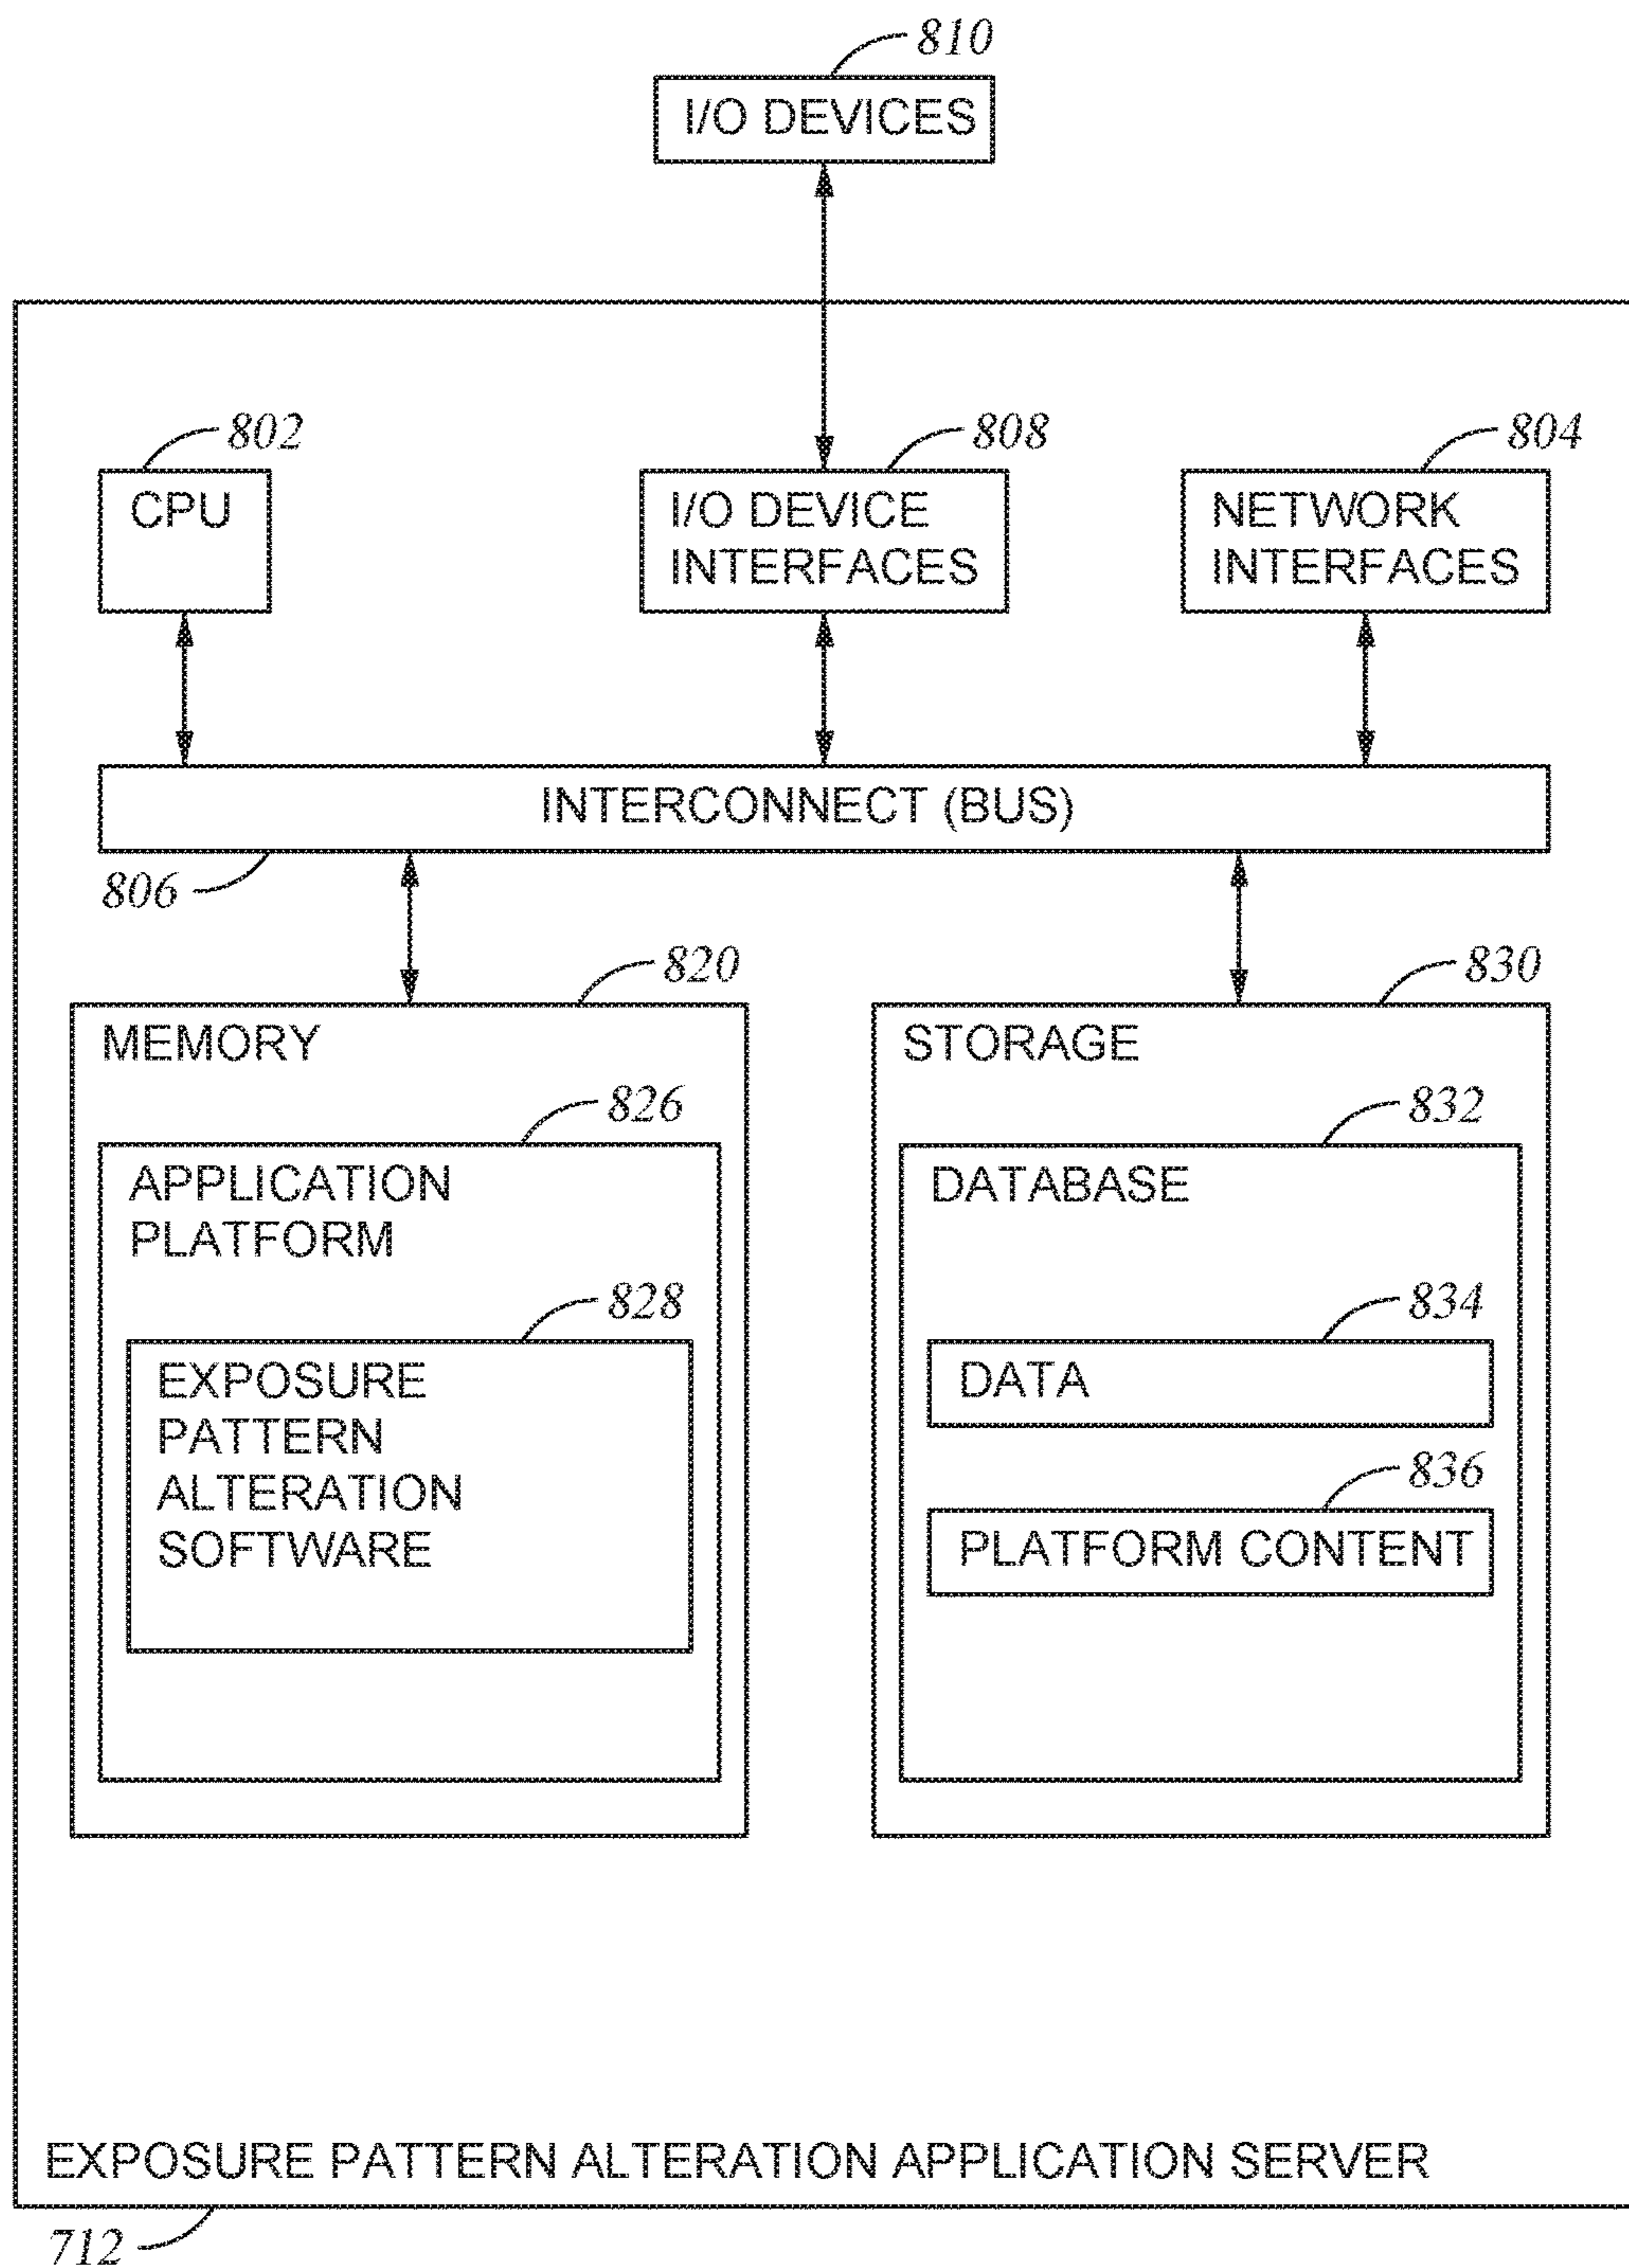 810
I/O DEVICES
802
808
804
CPU
I/O DEVICE
INTERFACES
NETWORK
INTERFACES
INTERCONNECT (BUS)
806
820
830
MEMORY
STORAGE
826
832
APPLICATION
PLATFORM
DATABASE
828
834
EXPOSURE
PATTERN
ALTERATION
SOFTWARE
DATA
836
PLATFORM CONTENT
EXPOSURE PATTERN ALTERATION APPLICATION SERVER
712